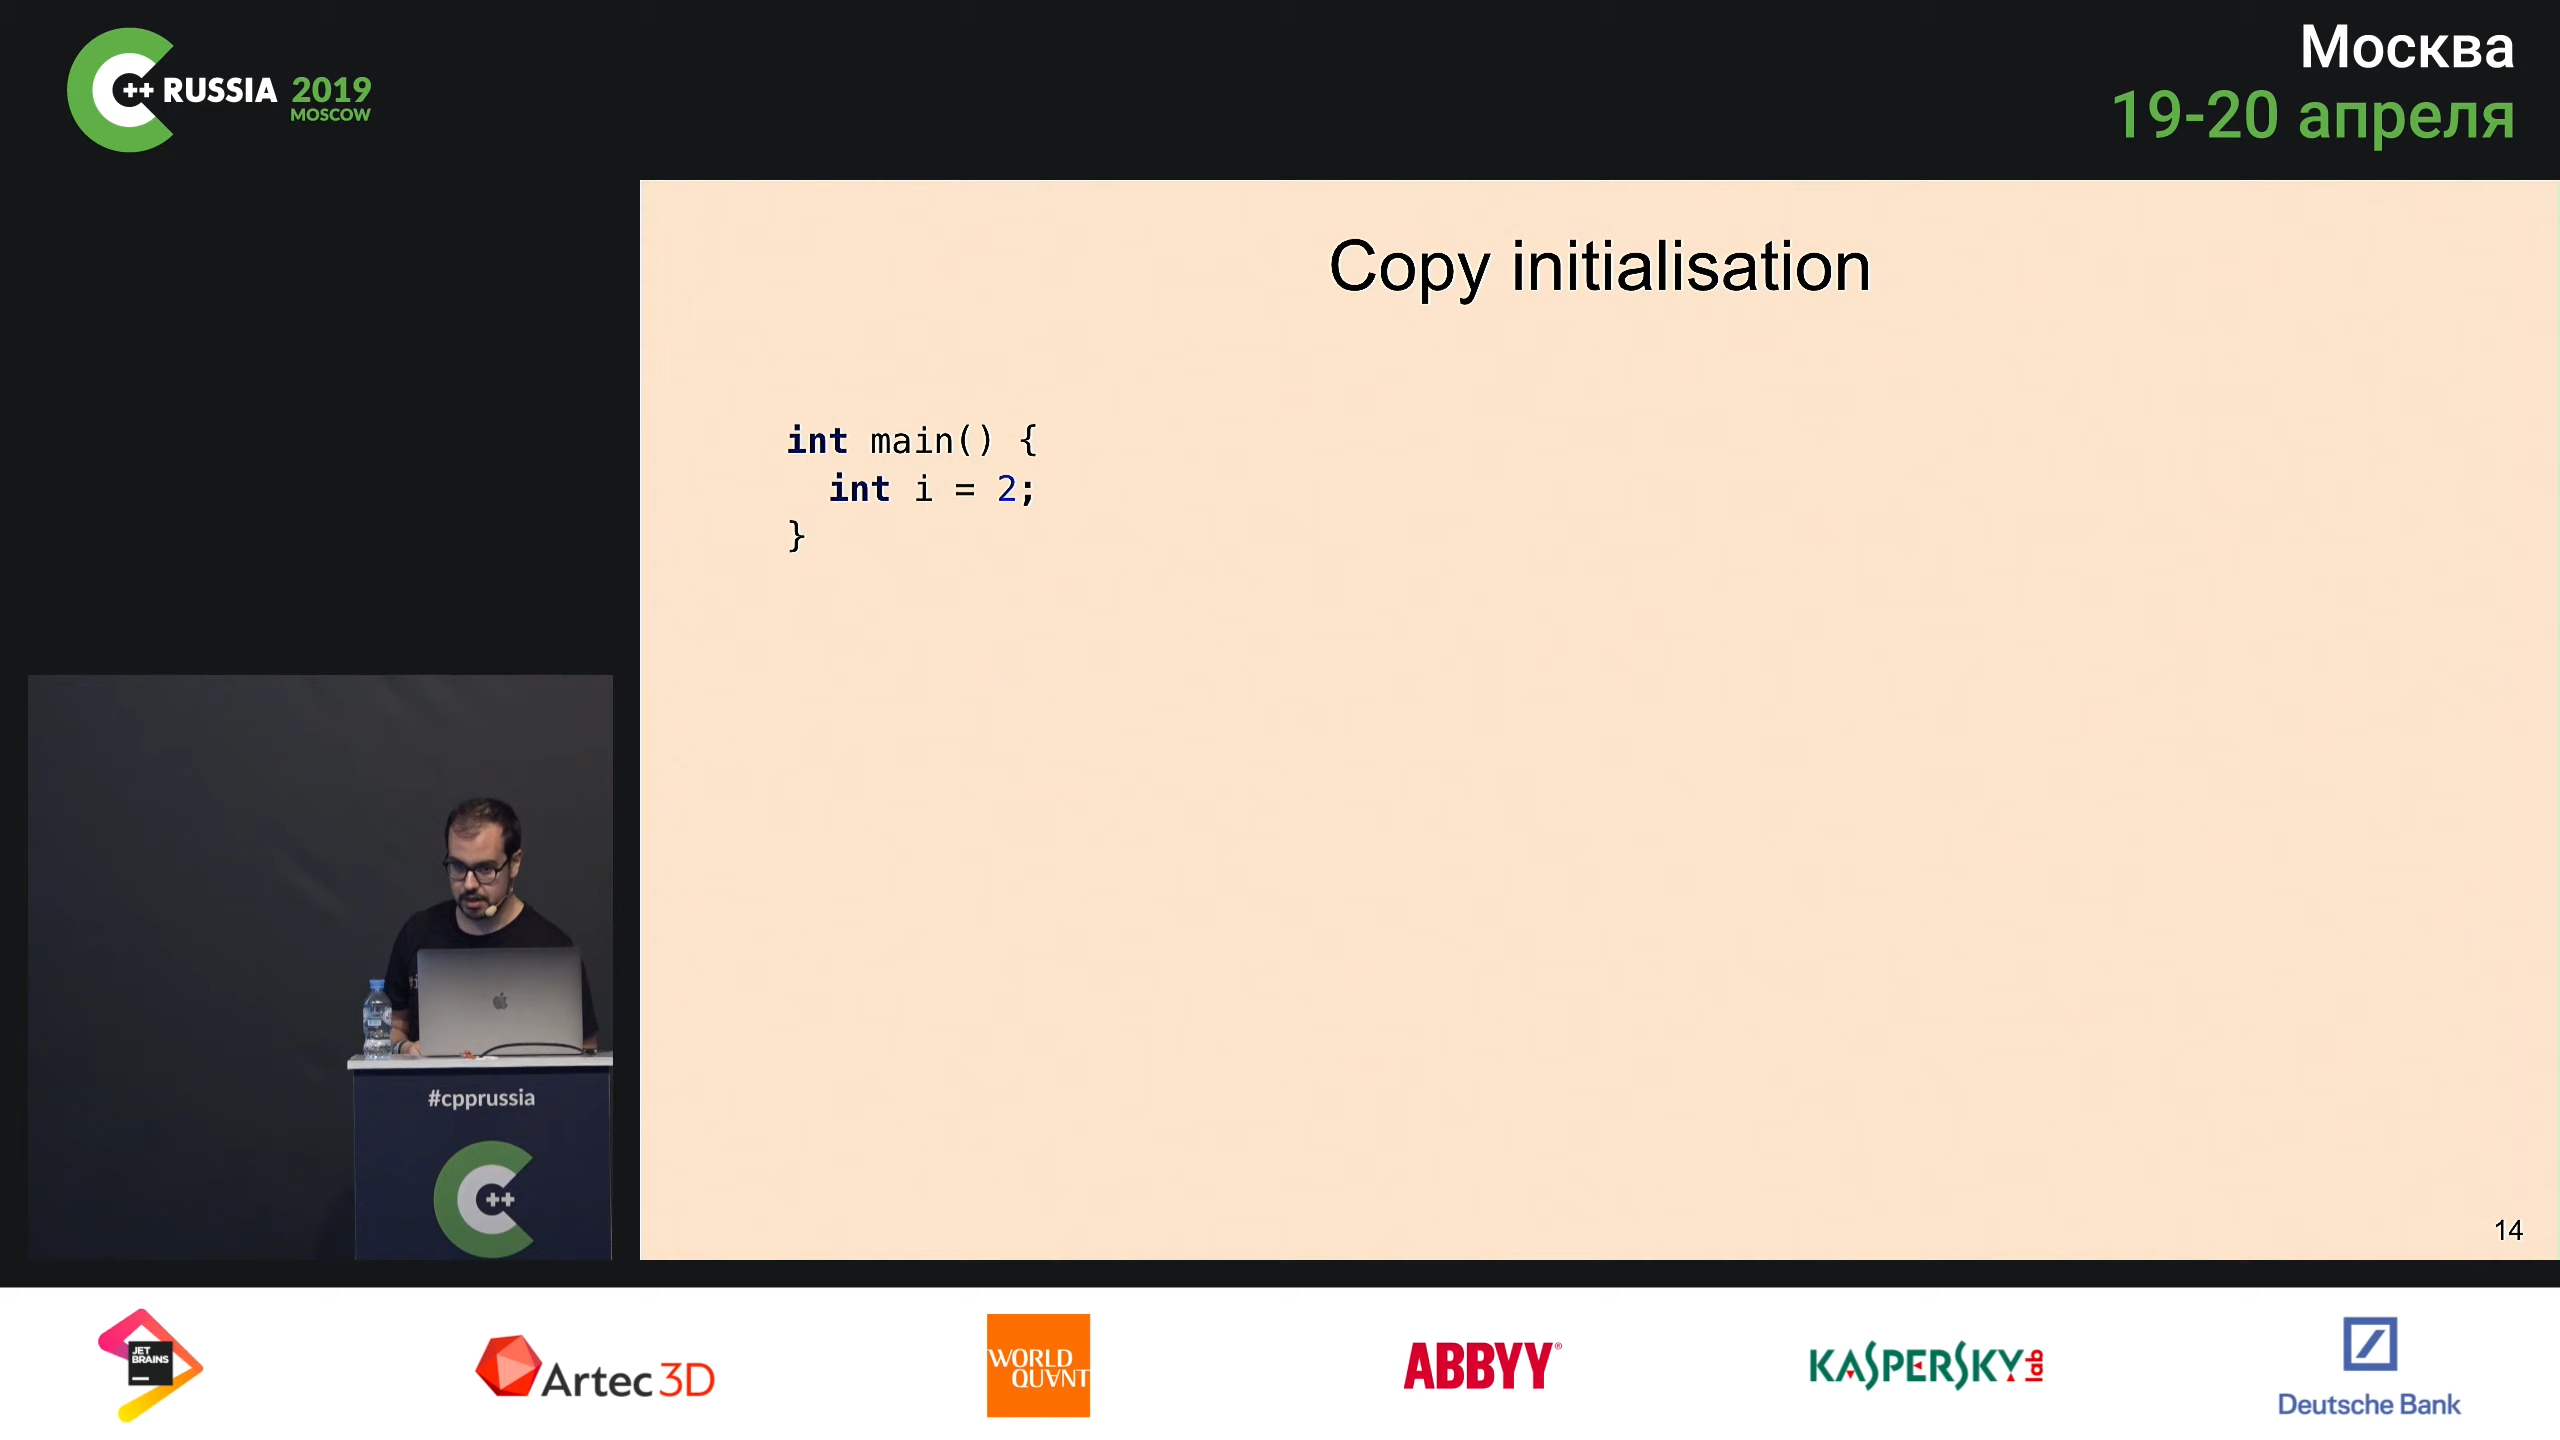 C++ RUSSIA 2019
MOSCOW
Москва
19-20 апреля
Copy initialisation
int main() {
  int i = 2;
}
14
#cpprussia
C++
JET
BRAINS
Artec 3D
WORLD
QUANT
ABBYY®
KASPERSKY lab
Deutsche Bank